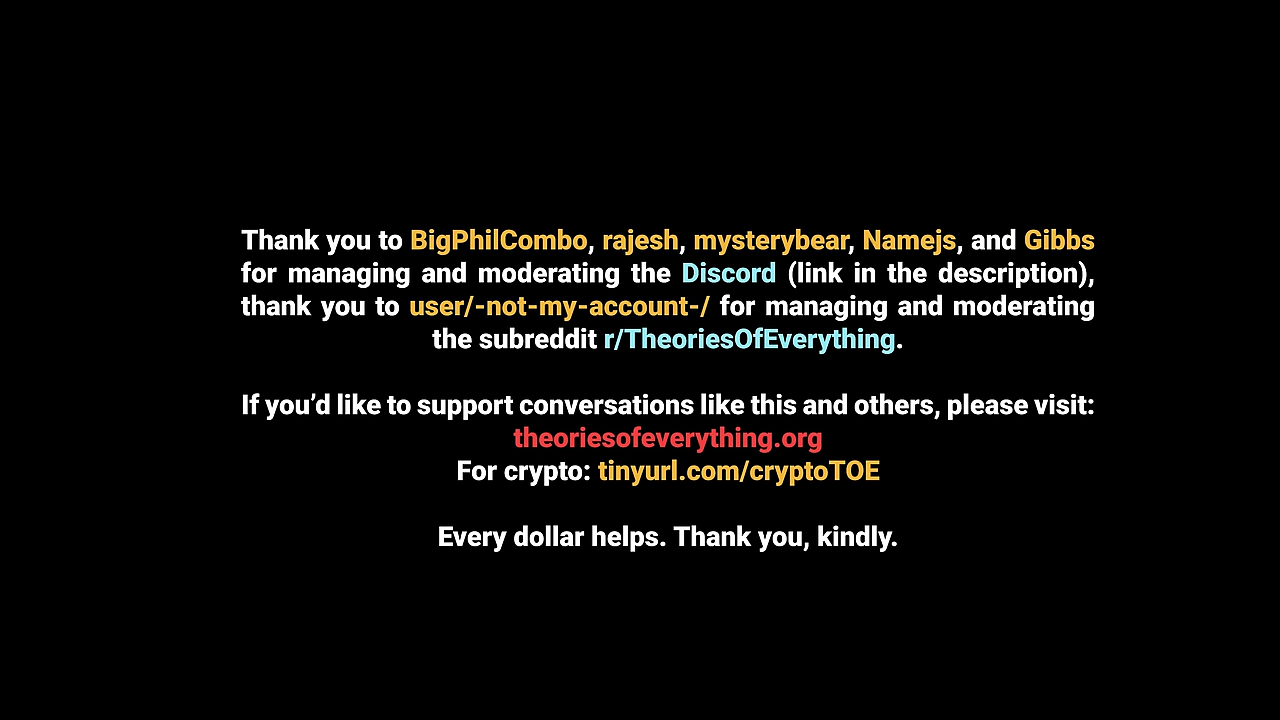 Thank you to BigPhilCombo, rajesh, mysterybear, Namejs, and Gibbs
for managing and moderating the Discord (link in the description),
thank you to user/-not-my-account-/ for managing and moderating
the subreddit r/TheoriesOfEverything.
If you’d like to support conversations like this and others, please visit:
theoriesofeverything.org
For crypto: tinyurl.com/cryptoTOE
Every dollar helps. Thank you, kindly.